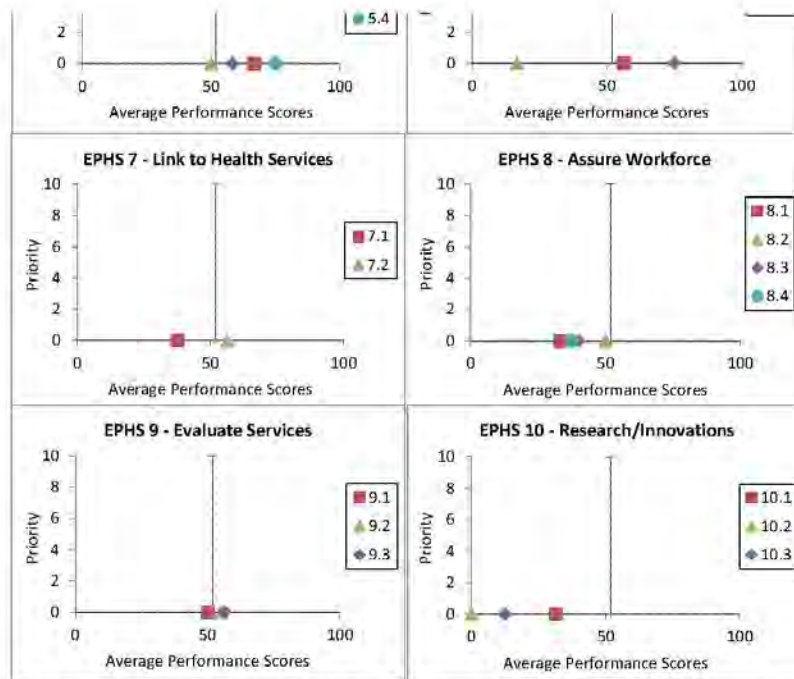 5.4
2
0
0 50 100
Average Performance Scores
2
0
0 50 100
Average Performance Scores
EPHS 7 - Link to Health Services
10
8
6
4
2
0
Priority
0 50 100
Average Performance Scores
7.1
7.2
EPHS 8 - Assure Workforce
10
8
6
4
2
0
Priority
0 50 100
Average Performance Scores
8.1
8.2
8.3
8.4
EPHS 9 - Evaluate Services
10
8
6
4
2
0
Priority
0 50 100
Average Performance Scores
9.1
9.2
9.3
EPHS 10 - Research/Innovations
10
8
6
4
2
0
Priority
0 50 100
Average Performance Scores
10.1
10.2
10.3